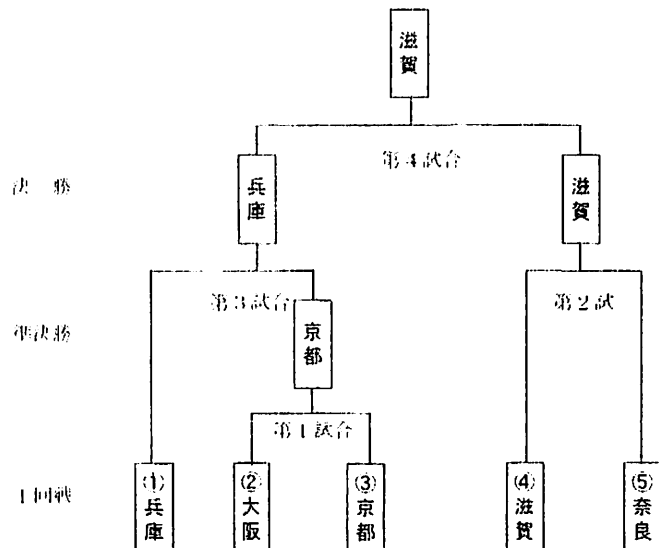 滋賀
第4試合
決勝
兵庫
滋賀
第3試合
第2試
準決勝
京都
第1試合
1回戦
①兵庫
②大阪
③京都
④滋賀
⑤奈良